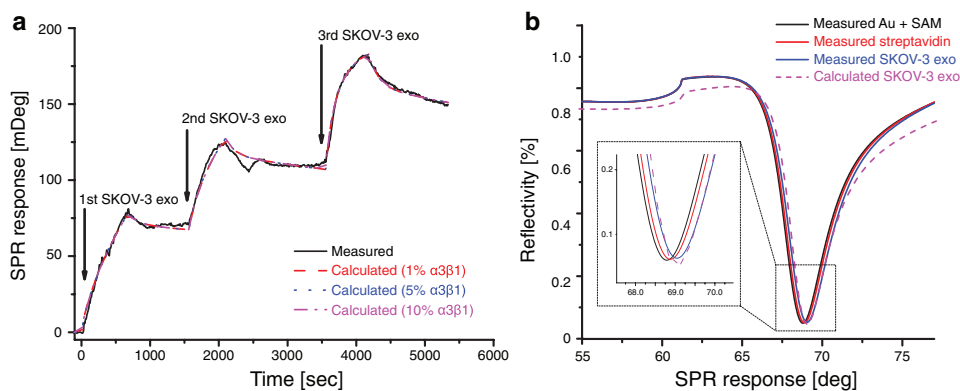 a
SPR response [mDeg]
200
150
100
50
0
0
1000
2000
3000
4000
5000
6000
Time [sec]
1st SKOV-3 exo
2nd SKOV-3 exo
3rd SKOV-3 exo
Measured
Calculated (1% α3β1)
Calculated (5% α3β1)
Calculated (10% α3β1)
b
Measured Au + SAM
Measured streptavidin
Measured SKOV-3 exo
Calculated SKOV-3 exo
Reflectivity [%]
1.0
0.8
0.6
0.4
0.2
0
55
60
65
70
75
SPR response [deg]
0.2
0.1
68.0
69.0
70.0